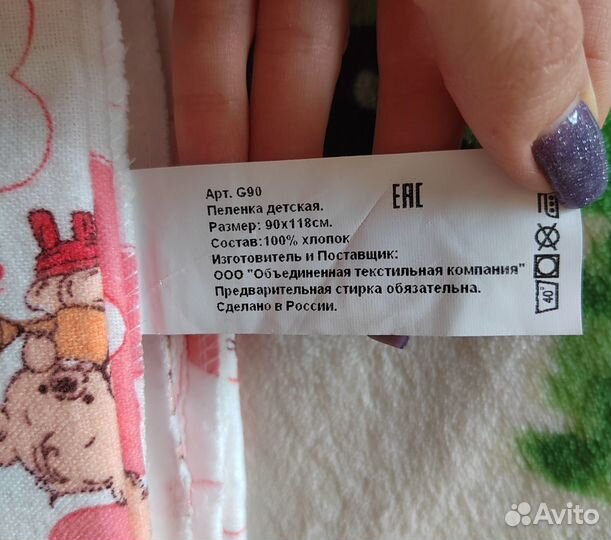 Арт. G90
Пеленка детская.
Размер: 90х118см.
Состав:100% хлопок
Изготовитель и Поставщик:
ООО "Объединенная текстильная компания"
Предварительная стирка обязательна.
Сделано в России.
EAC
40°
Avito